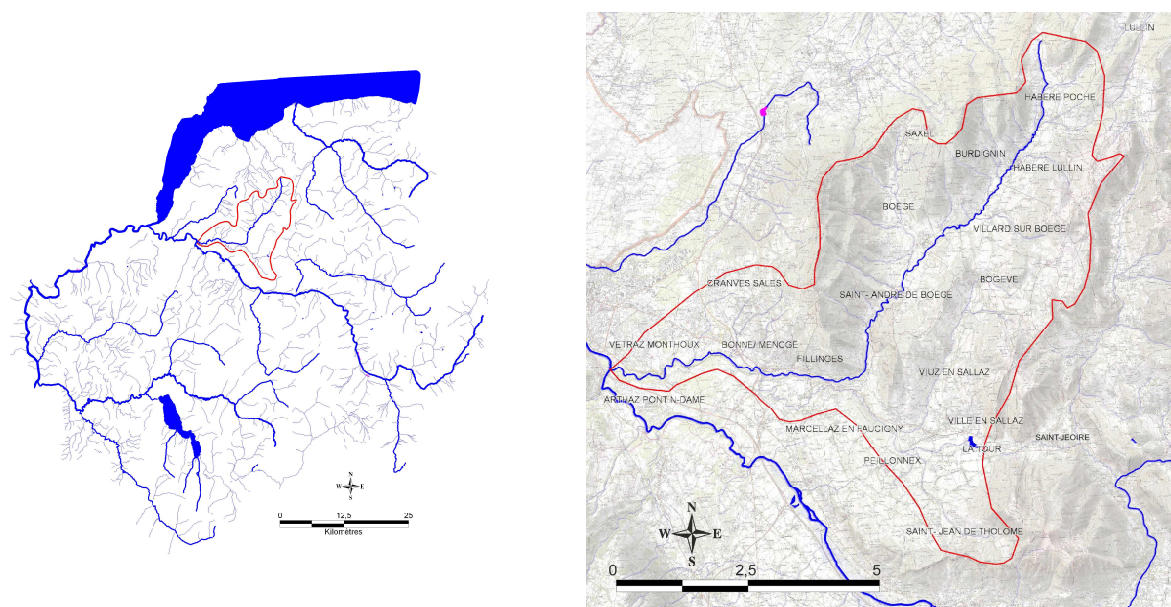 N
W E
S
0 12,5 25
Kilomètres
LULLIN
HABERE POCHE
SAXEL
BURDIGNIN
HABERE LULLIN
BOEGE
VILLARD SUR BOEGE
BOGEVE
CRANVES SALES
SAINT - ANDRE DE BOEGE
VETRAZ MONTHOUX
BONNE/MENOGE
FILLINGES
VIUZ EN SALLAZ
ARTHAZ PONT N-DAME
VILLE EN SALLAZ
MARCELLAZ EN FAUCIGNY
SAINT-JEOIRE
LA TOUR
PEILLONNEX
SAINT - JEAN DE THOLOME
N
W E
S
0 2,5 5